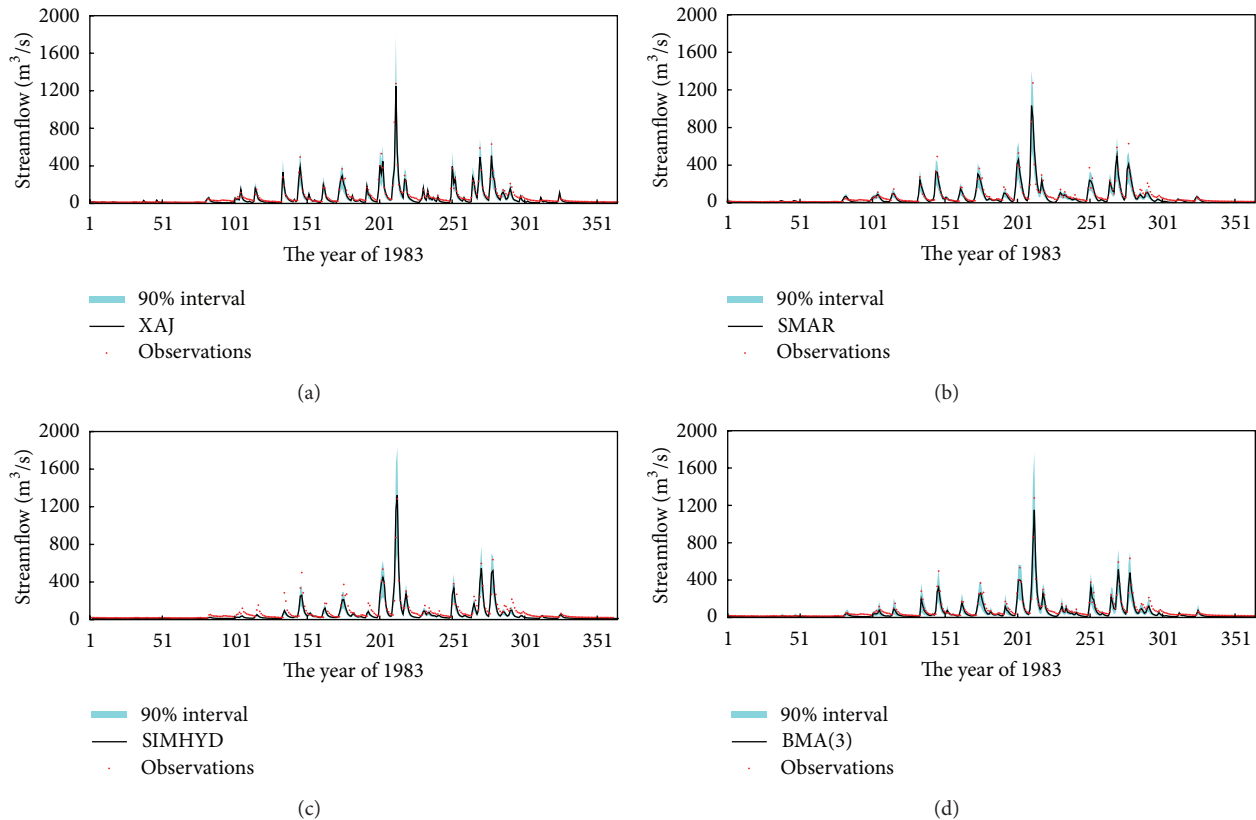 2000
1600
1200
800
400
0
Streamflow (m³/s)
1 51 101 151 201 251 301 351
The year of 1983
90% interval
XAJ
Observations
(a)
2000
1600
1200
800
400
0
Streamflow (m³/s)
1 51 101 151 201 251 301 351
The year of 1983
90% interval
SMAR
Observations
(b)
2000
1600
1200
800
400
0
Streamflow (m³/s)
1 51 101 151 201 251 301 351
The year of 1983
90% interval
SIMHYD
Observations
(c)
2000
1600
1200
800
400
0
Streamflow (m³/s)
1 51 101 151 201 251 301 351
The year of 1983
90% interval
BMA(3)
Observations
(d)